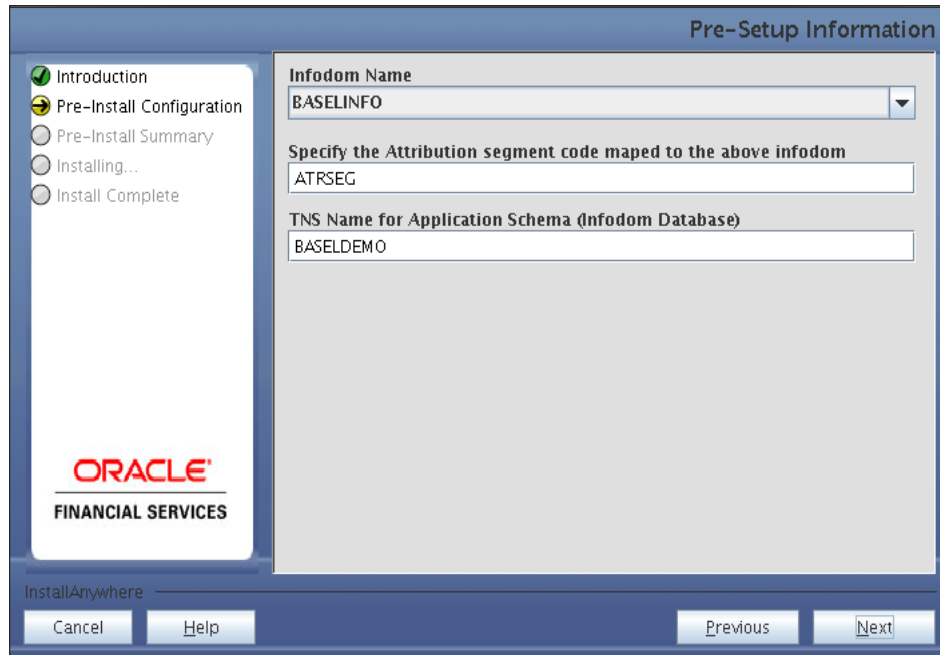 Pre-Setup Information
Introduction
Pre-Install Configuration
Pre-Install Summary
Installing...
Install Complete
ORACLE'
FINANCIAL SERVICES
Infodom Name
BASELINFO
Specify the Attribution segment code maped to the above infodom
ATRSEG
TNS Name for Application Schema (Infodom Database)
BASELDEMO
InstallAnywhere
Cancel Help Previous Next